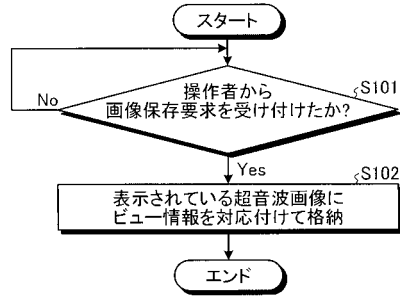 スタート
S101
操作者から
画像保存要求を受け付けたか?
No
Yes
S102
表示されている超音波画像に
ビュー情報を対応付けて格納
エンド